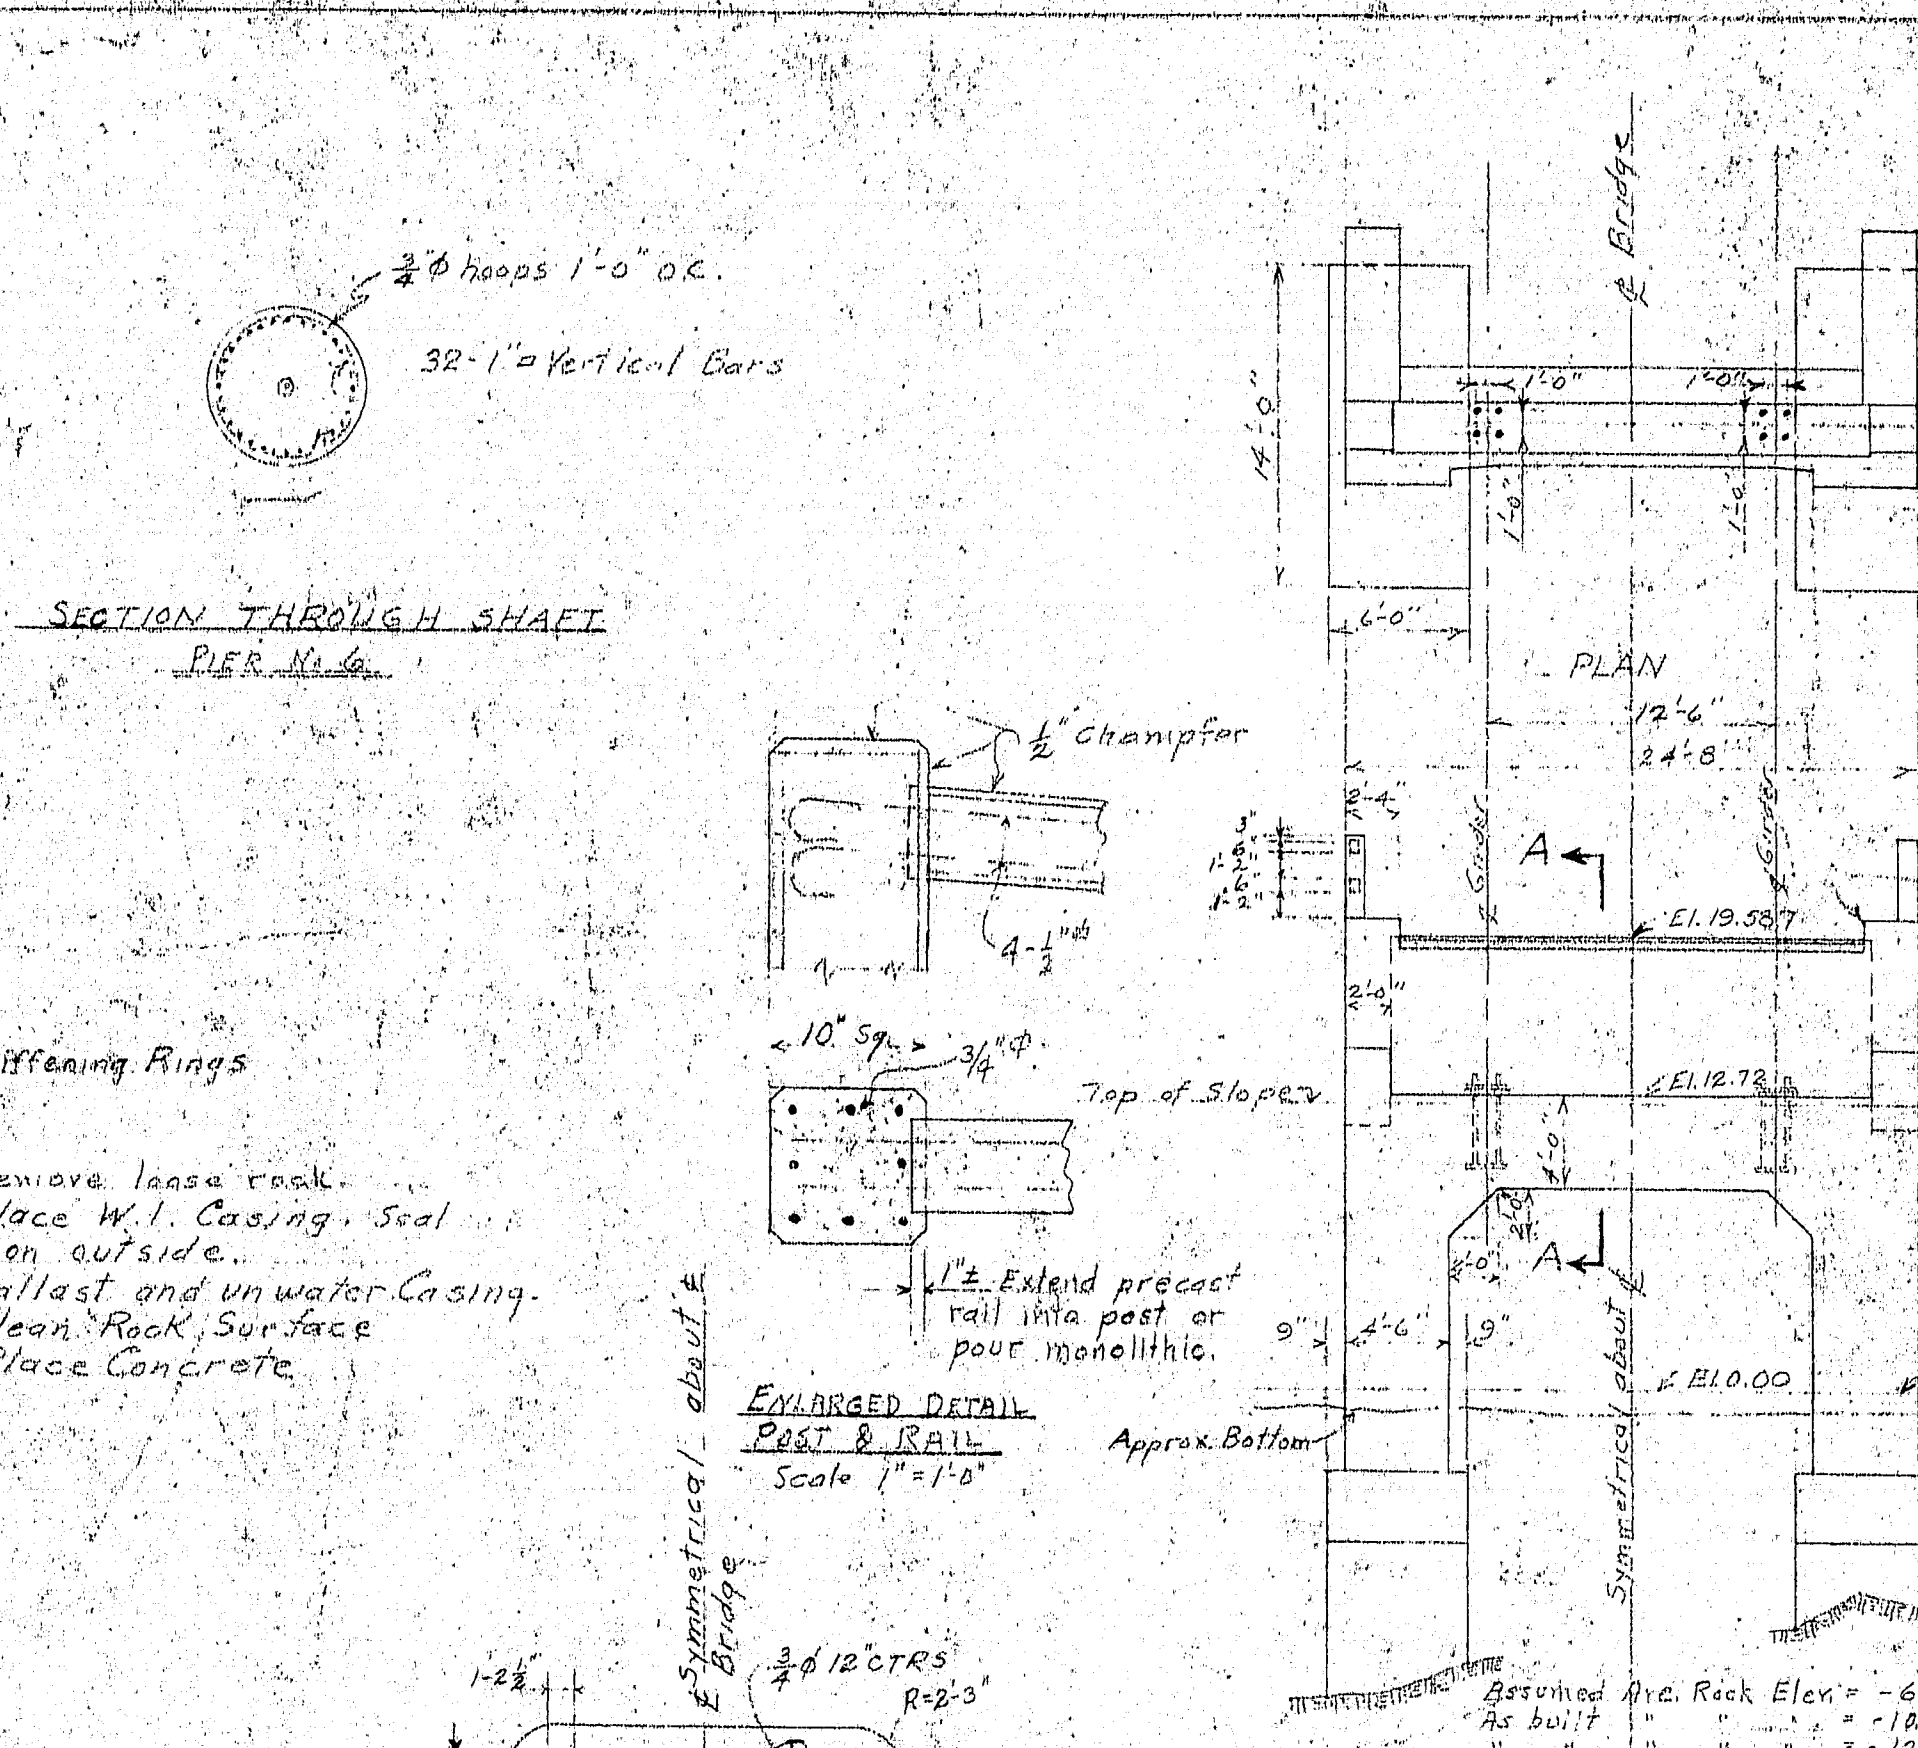 3/4"Φ hoops 1'-0" o.c.
32-1"□ Vertical Bars
SECTION THROUGH SHAFT
PIER No. 6
iffening Rings
emove loose rock.
lace W.I. Casing, Seal
on outside.
allast and unwater Casing.
lean Rock Surface
Place Concrete
1/2" Champfer
4-1/2"Φ
10" Sq.
3/4"Φ
1"± Extend precast
rail into post or
pour monolithic.
ENLARGED DETAIL
POST & RAIL
Scale 1"=1'-0"
Symmetrical about ℄
Bridge
1-2 1/2"
3/4 Φ 12" CTRS
R=2'-3"
℄ Bridge
14'-0"
1'-0"
1'-0"
1'-0"
1'-0"
6'-0"
PLAN
12'-6"
24'-8"
2'-4"
3"
6"
1'-2"
6"
1'-2"
℄ Girder
℄ Girder
A
El. 19.587
2'-0"
Top of Slope
El. 12.72
4'-0"
2'-0"
2'-0"
A
9"
4'-6"
9"
El. 0.00
Approx. Bottom
Symmetrical about ℄
Assumed Ave. Rock Elev. = -6
As built " " " = -10